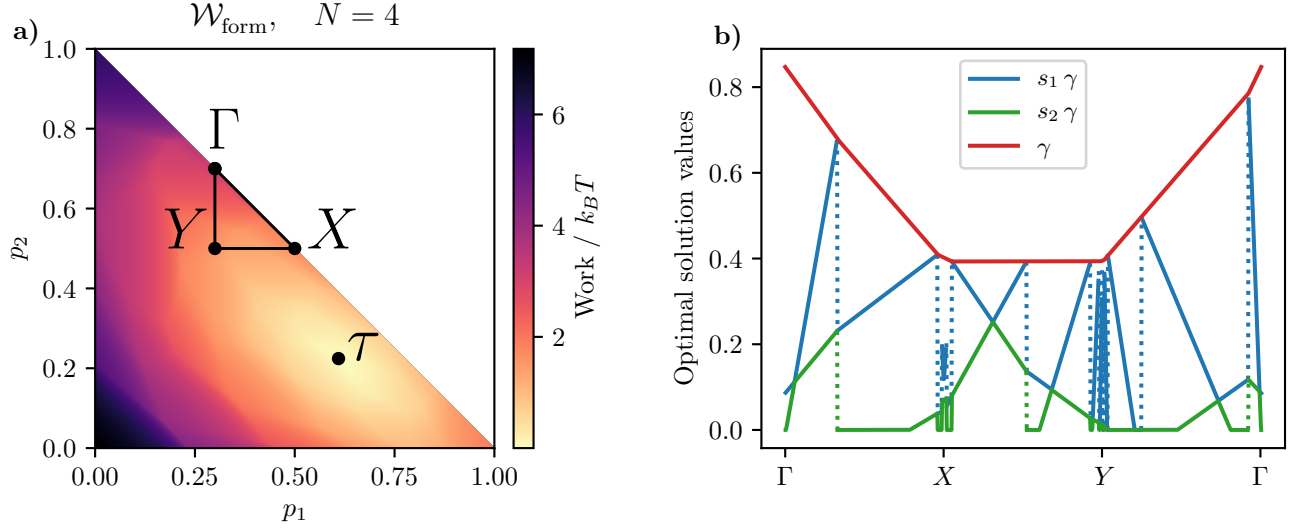 a)
𝒲form, N = 4
1.0
0.8
0.6
0.4
0.2
0.0
p2
0.00
0.25
0.50
0.75
1.00
p1
Γ
Y
X
τ
6
4
2
Work / kBT
b)
0.8
0.6
0.4
0.2
0.0
Optimal solution values
s1 γ
s2 γ
γ
Γ
X
Y
Γ